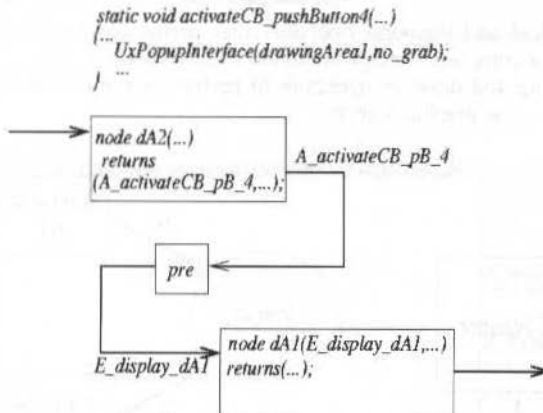 static void activateCB_pushButton4(...)
{...
UxPopupInterface(drawingArea1,no_grab);
} ...
node dA2(...)
returns
(A_activateCB_pB_4,...);
A_activateCB_pB_4
pre
E_display_dA1
node dA1(E_display_dA1,...)
returns(...);